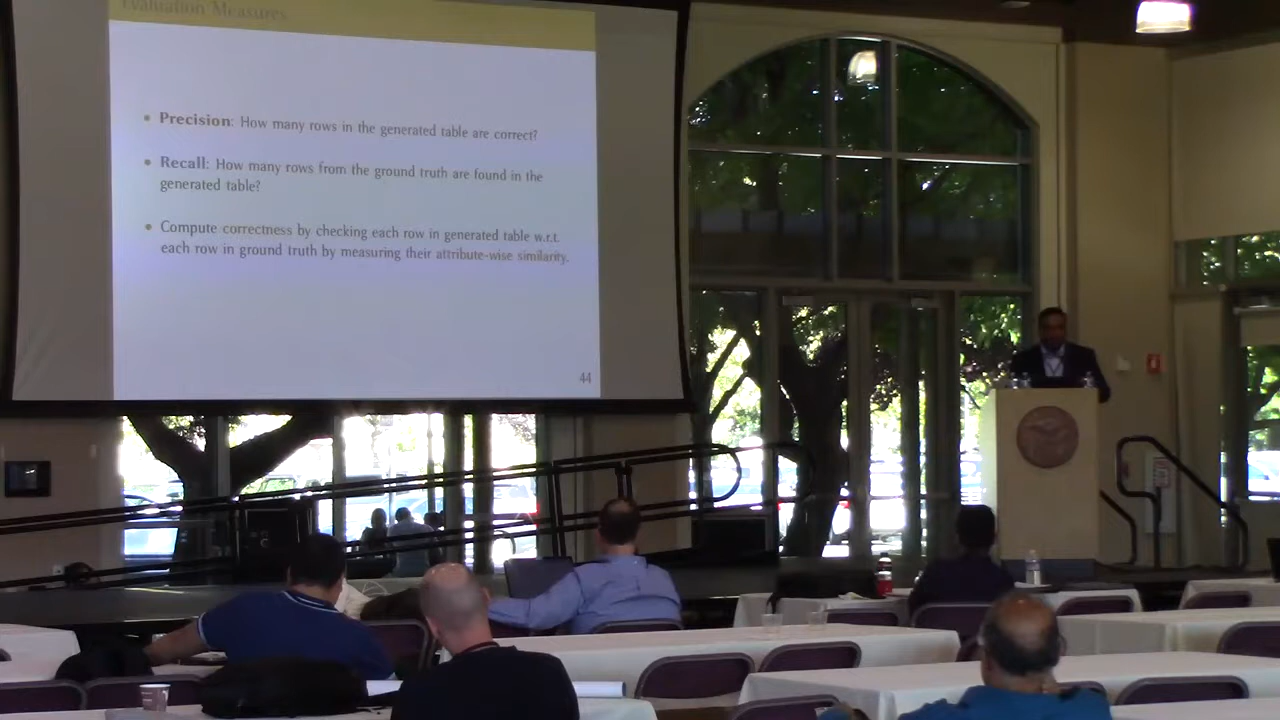 Evaluation Measures
• Precision: How many rows in the generated table are correct?
• Recall: How many rows from the ground truth are found in the
generated table?
• Compute correctness by checking each row in generated table w.r.t.
each row in ground truth by measuring their attribute-wise similarity.
44